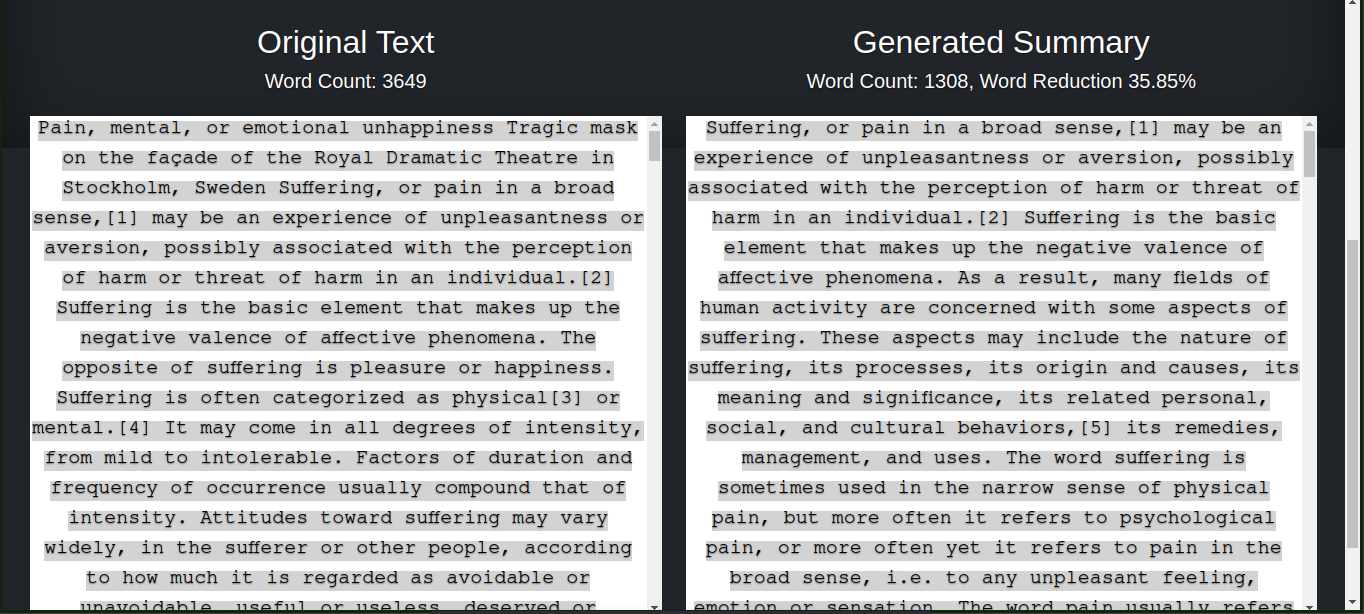 Original Text
Word Count: 3649
Pain, mental, or emotional unhappiness Tragic mask
on the façade of the Royal Dramatic Theatre in
Stockholm, Sweden Suffering, or pain in a broad
sense,[1] may be an experience of unpleasantness or
aversion, possibly associated with the perception
of harm or threat of harm in an individual.[2]
Suffering is the basic element that makes up the
negative valence of affective phenomena. The
opposite of suffering is pleasure or happiness.
Suffering is often categorized as physical[3] or
mental.[4] It may come in all degrees of intensity,
from mild to intolerable. Factors of duration and
frequency of occurrence usually compound that of
intensity. Attitudes toward suffering may vary
widely, in the sufferer or other people, according
to how much it is regarded as avoidable or
unavoidable, useful or useless, deserved or
Generated Summary
Word Count: 1308, Word Reduction 35.85%
Suffering, or pain in a broad sense,[1] may be an
experience of unpleasantness or aversion, possibly
associated with the perception of harm or threat of
harm in an individual.[2] Suffering is the basic
element that makes up the negative valence of
affective phenomena. As a result, many fields of
human activity are concerned with some aspects of
suffering. These aspects may include the nature of
suffering, its processes, its origin and causes, its
meaning and significance, its related personal,
social, and cultural behaviors,[5] its remedies,
management, and uses. The word suffering is
sometimes used in the narrow sense of physical
pain, but more often it refers to psychological
pain, or more often yet it refers to pain in the
broad sense, i.e. to any unpleasant feeling,
emotion or sensation. The word pain usually refers